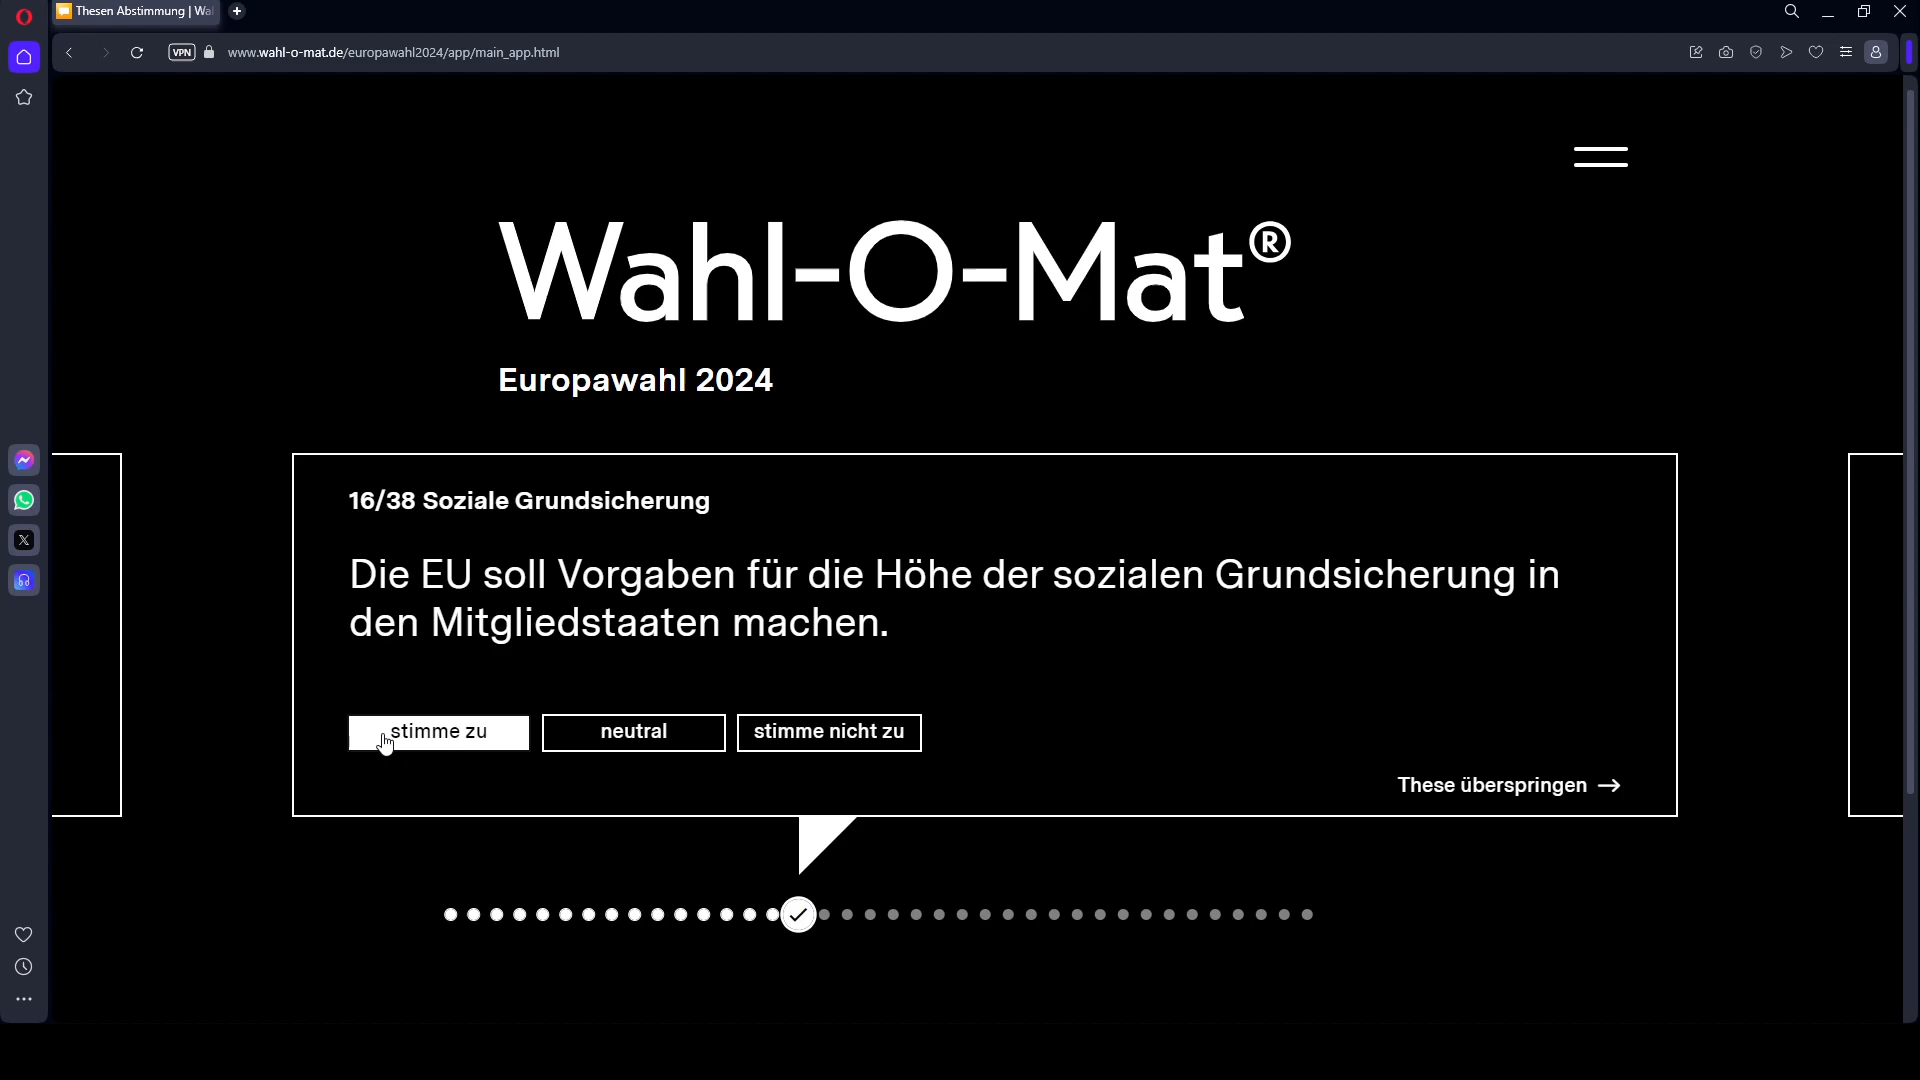 Thesen Abstimmung | Wa
VPN
www.wahl-o-mat.de/europawahl2024/app/main_app.html
Wahl-O-Mat®
Europawahl 2024
16/38 Soziale Grundsicherung
Die EU soll Vorgaben für die Höhe der sozialen Grundsicherung in
den Mitgliedstaaten machen.
stimme zu
neutral
stimme nicht zu
These überspringen →